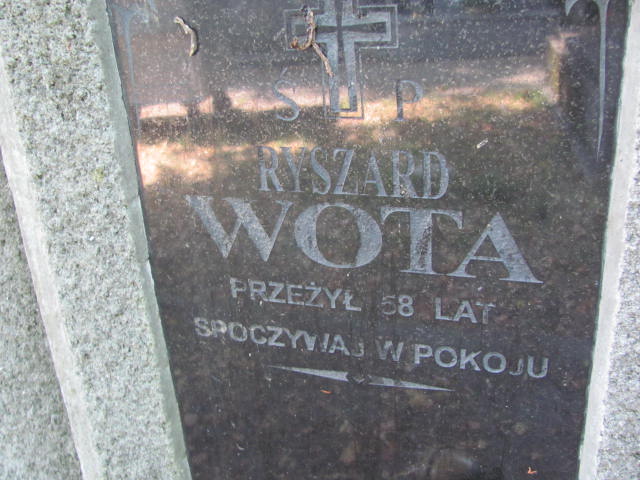 S P
RYSZARD
WOTA
PRZEŻYŁ 58 LAT
SPOCZYWAJ W POKOJU